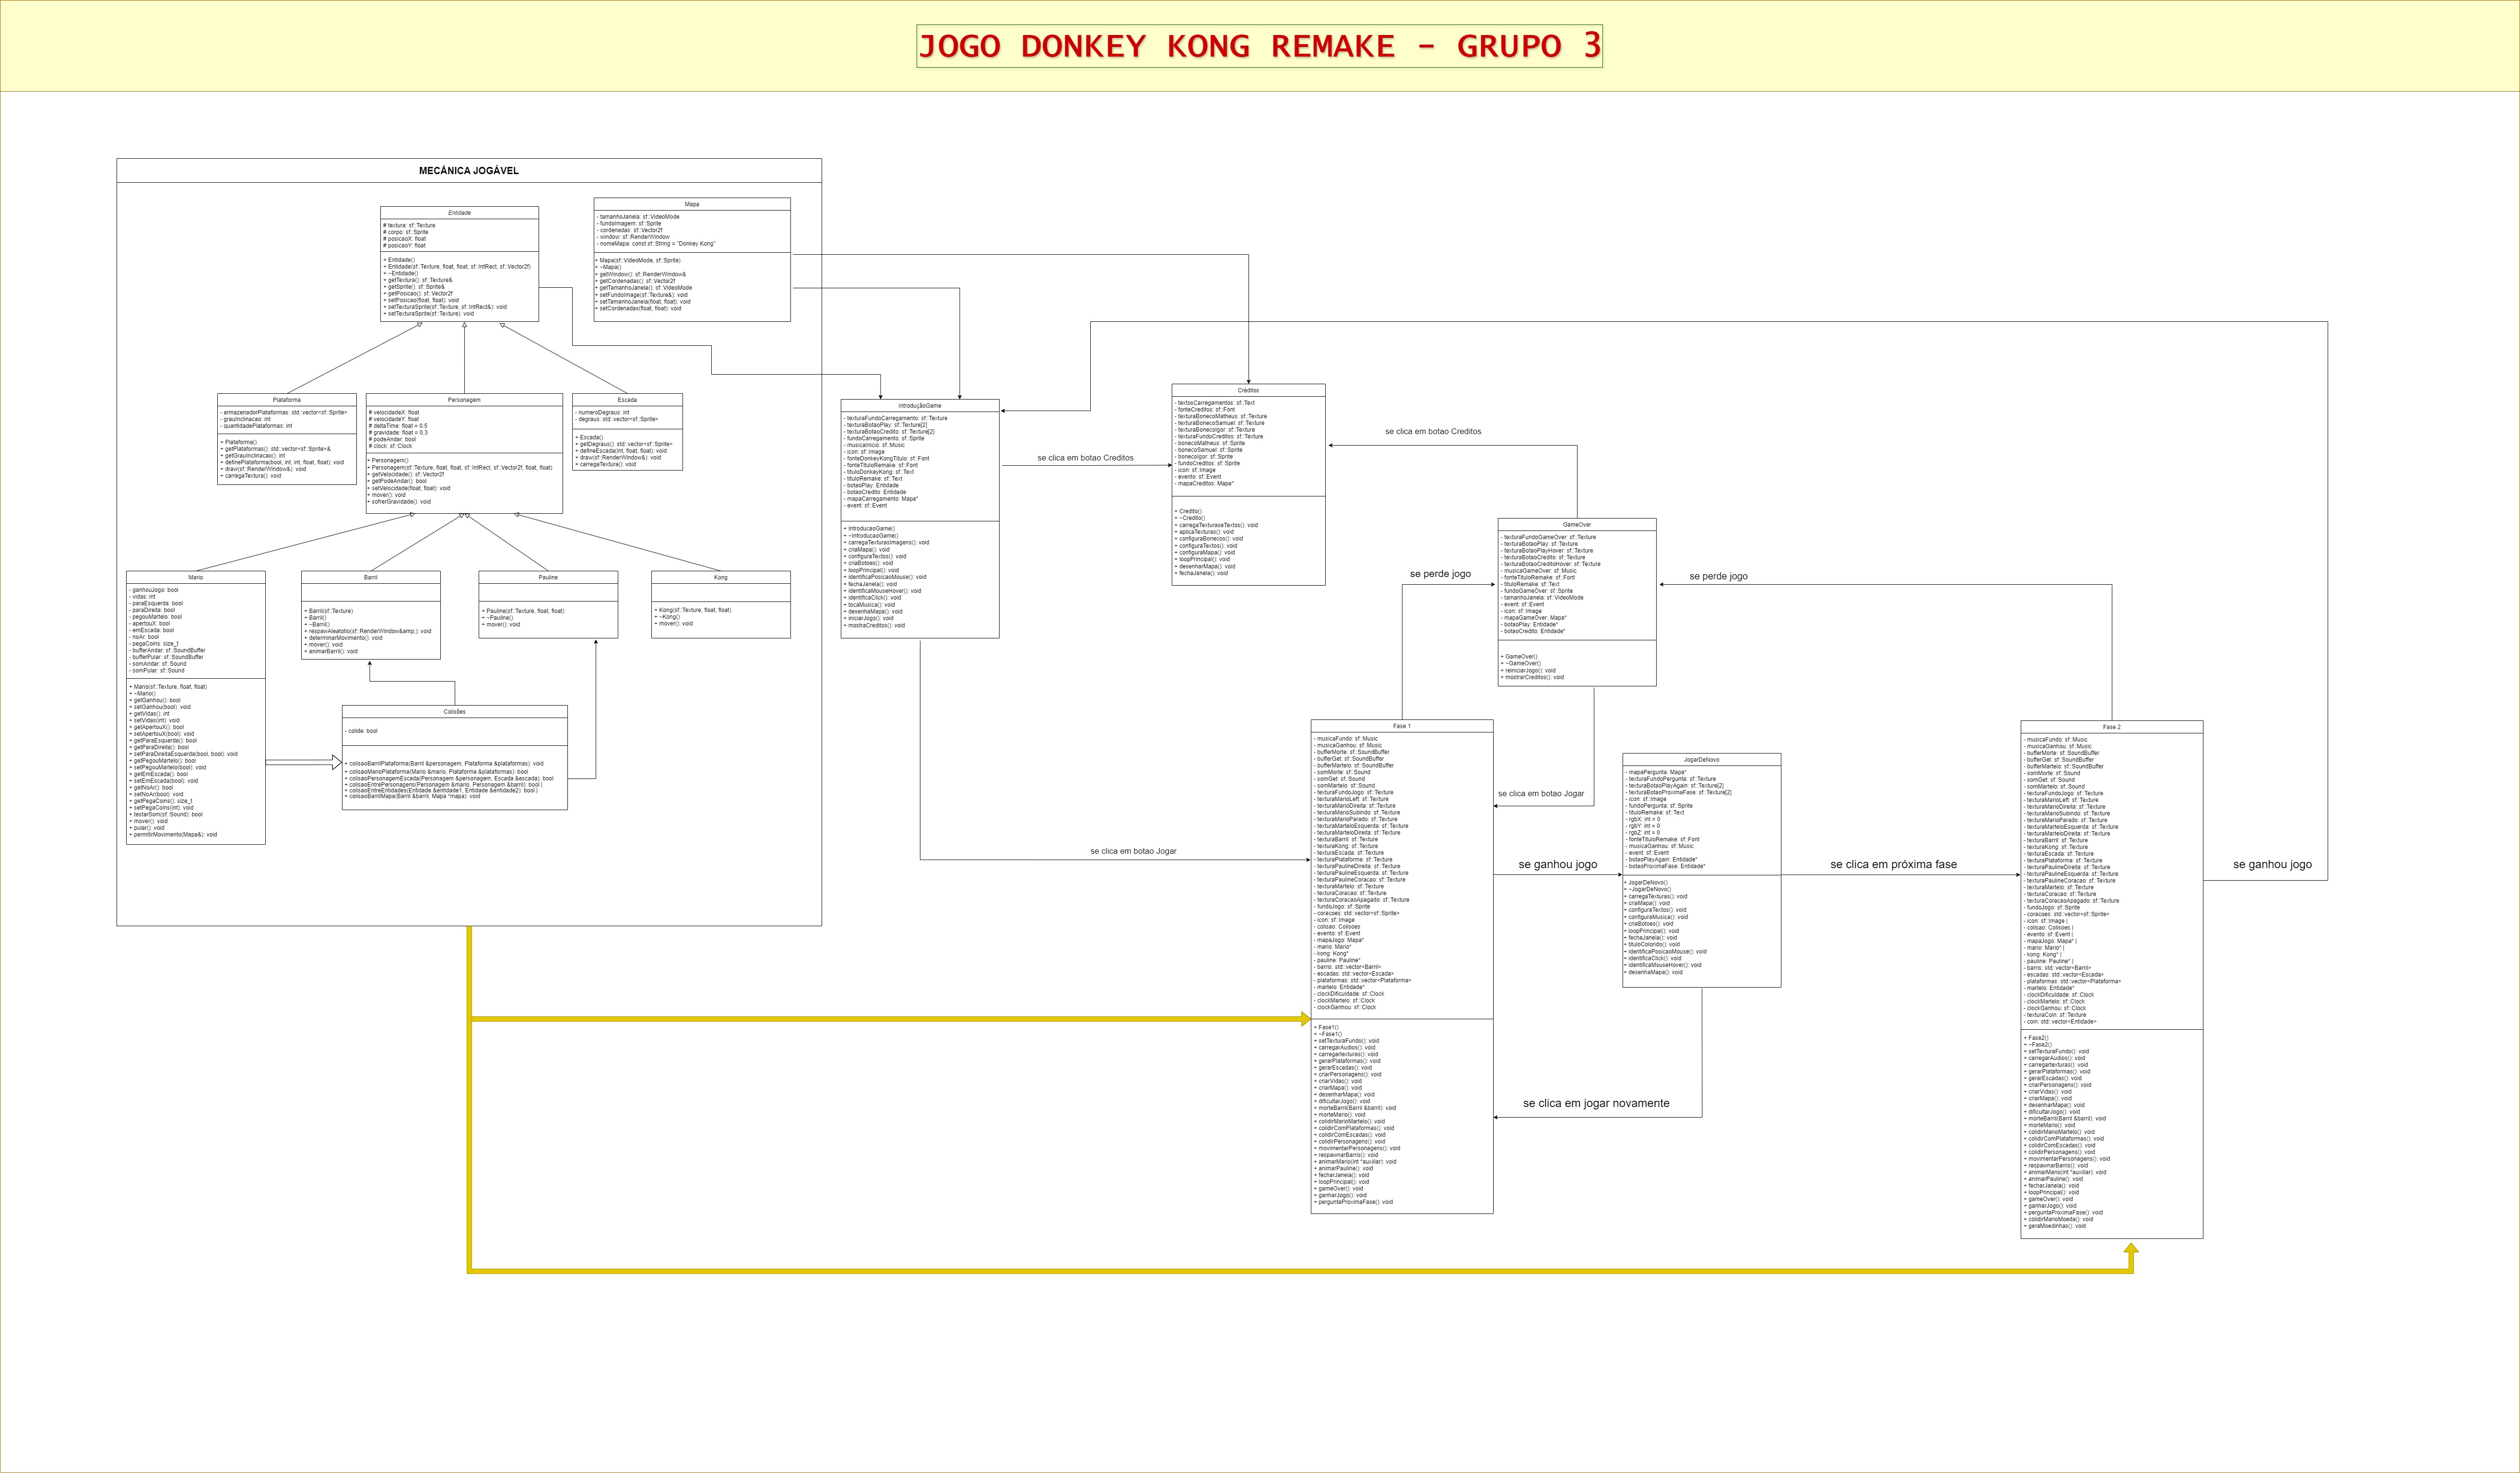 JOGO DONKEY KONG REMAKE - GRUPO 3
MECÂNICA JOGÁVEL
Entidade
# textura: sf::Texture
# corpo: sf::Sprite
# posicaoX: float
# posicaoY: float
+ Entidade()
+ Entidade(sf::Texture, float, float, sf::IntRect, sf::Vector2f)
+ ~Entidade()
+ getTextura(): sf::Texture&
+ getSprite(): sf::Sprite&
+ getPosicao(): sf::Vector2f
+ setPosicao(float, float): void
+ setTexturaSprite(sf::Texture, sf::IntRect&): void
+ setTexturaSprite(sf::Texture): void
Mapa
- tamanhoJanela: sf::VideoMode
- fundoImagem: sf::Sprite
- cordenadas: sf::Vector2f
- window: sf::RenderWindow
- nomeMapa: const sf::String = "Donkey Kong"
+ Mapa(sf::VideoMode, sf::Sprite)
+ ~Mapa()
+ getWindow(): sf::RenderWindow&
+ getCordenadas(): sf::Vector2f
+ getTamanhoJanela(): sf::VideoMode
+ setFundoImage(sf::Texture&): void
+ setTamanhoJanela(float, float): void
+ setCordenadas(float, float): void
Plataforma
- armazenadorPlataformas: std::vector<sf::Sprite>
- grauInclinacao: int
- quantidadePlataformas: int
+ Plataforma()
+ getPlataformas(): std::vector<sf::Sprite>&
+ getGrauInclinacao(): int
+ definePlataforma(bool, int, int, float, float): void
+ draw(sf::RenderWindow&): void
+ carregaTextura(): void
Personagem
# velocidadeX: float
# velocidadeY: float
# deltaTime: float = 0.5
# gravidade: float = 0.3
# podeAndar: bool
# clock: sf::Clock
+ Personagem()
+ Personagem(sf::Texture, float, float, sf::IntRect, sf::Vector2f, float, float)
+ getVelocidade(): sf::Vector2f
+ getPodeAndar(): bool
+ setVelocidade(float, float): void
+ mover(): void
+ sofrerGravidade(): void
Escada
- numeroDegraus: int
- degraus: std::vector<sf::Sprite>
+ Escada()
+ getDegraus(): std::vector<sf::Sprite>
+ defineEscada(int, float, float): void
+ draw(sf::RenderWindow&): void
+ carregaTextura(): void
Mario
- ganhouJogo: bool
- vidas: int
- paraEsquerda: bool
- paraDireita: bool
- pegouMartelo: bool
- apertouX: bool
- emEscada: bool
- noAr: bool
- pegaCoins: size_t
- bufferAndar: sf::SoundBuffer
- bufferPular: sf::SoundBuffer
- somAndar: sf::Sound
- somPular: sf::Sound
+ Mario(sf::Texture, float, float)
+ ~Mario()
+ getGanhou(): bool
+ setGanhou(bool): void
+ getVidas(): int
+ setVidas(int): void
+ getApertouX(): bool
+ setApertouX(bool): void
+ getParaEsquerda(): bool
+ getParaDireita(): bool
+ setParaDireitaEsquerda(bool, bool): void
+ getPegouMartelo(): bool
+ setPegouMartelo(bool): void
+ getEmEscada(): bool
+ setEmEscada(bool): void
+ getNoAr(): bool
+ setNoAr(bool): void
+ getPegaCoins(): size_t
+ setPegaCoins(int): void
+ testarSom(sf::Sound): bool
+ mover(): void
+ pular(): void
+ permitirMovimento(Mapa&): void
Barril
+ Barril(sf::Texture)
+ Barril()
+ ~Barril()
+ respawAleatotio(sf::RenderWindow&amp;): void
+ determinarMovimento(): void
+ mover(): void
+ animarBarril(): void
Pauline
+ Pauline(sf::Texture, float, float)
+ ~Pauline()
+ mover(): void
Kong
+ Kong(sf::Texture, float, float)
+ ~Kong()
+ mover(): void
Colisões
- colide: bool
+ colisaoBarrilPlataforma(Barril &personagem, Plataforma &plataformas): void
+ colisaoMarioPlataforma(Mario &mario, Plataforma &plataformas): bool
+ colisaoPersonagemEscada(Personagem &personagem, Escada &escada): bool
+ colisaoEntrePersonagens(Personagem &mario, Personagem &barril): bool |
+ colisaoEntreEntidades(Entidade &entidade1, Entidade &entidade2): bool |
+ colisaoBarrilMapa(Barril &barril, Mapa *mapa): void
IntroduçãoGame
- texturaFundoCarregamento: sf::Texture
- texturaBotaoPlay: sf::Texture[2]
- texturaBotaoCredito: sf::Texture[2]
- fundoCarregamento: sf::Sprite
- musicaInicio: sf::Music
- icon: sf::Image
- fonteDonkeyKongTitulo: sf::Font
- fonteTituloRemake: sf::Font
- tituloDonkeyKong: sf::Text
- tituloRemake: sf::Text
- botaoPlay: Entidade
- botaoCredito: Entidade
- mapaCarregamento: Mapa*
- event: sf::Event
+ IntroducaoGame()
+ ~IntroducaoGame()
+ carregaTexturasImagens(): void
+ criaMapa(): void
+ configuraTextos(): void
+ criaBotoes(): void
+ loopPrincipal(): void
+ identificaPosicaoMouse(): void
+ fechaJanela(): void
+ identificaMouseHover(): void
+ identificaClick(): void
+ tocaMusica(): void
+ desenhaMapa(): void
+ iniciarJogo(): void
+ mostraCreditos(): void
se clica em botao Creditos
Créditos
- textosCarregamentos: sf::Text
- fonteCreditos: sf::Font
- texturaBonecoMatheus: sf::Texture
- texturaBonecoSamuel: sf::Texture
- texturaBonecoIgor: sf::Texture
- texturaFundoCreditos: sf::Texture
- bonecoMatheus: sf::Sprite
- bonecoSamuel: sf::Sprite
- bonecoIgor: sf::Sprite
- fundoCreditos: sf::Sprite
- icon: sf::Image
- evento: sf::Event
- mapaCreditos: Mapa*
+ Credito()
+ ~Credito()
+ carregaTexturaseTextos(): void
+ aplicaTexturas(): void
+ configuraBonecos(): void
+ configuraTextos(): void
+ configuraMapa(): void
+ loopPrincipal(): void
+ desenharMapa(): void
+ fechaJanela(): void
se clica em botao Creditos
GameOver
- texturaFundoGameOver: sf::Texture
- texturaBotaoPlay: sf::Texture
- texturaBotaoPlayHover: sf::Texture
- texturaBotaoCredito: sf::Texture
- texturaBotaoCreditoHover: sf::Texture
- musicaGameOver: sf::Music
- fonteTituloRemake: sf::Font
- tituloRemake: sf::Text
- fundoGameOver: sf::Sprite
- tamanhoJanela: sf::VideoMode
- event: sf::Event
- icon: sf::Image
- mapaGameOver: Mapa*
- botaoPlay: Entidade*
- botaoCredito: Entidade*
+ GameOver()
+ ~GameOver()
+ reiniciarJogo(): void
+ mostrarCreditos(): void
se perde jogo
se perde jogo
se clica em botao Jogar
se clica em botao Jogar
Fase 1
- musicaFundo: sf::Music
- musicaGanhou: sf::Music
- bufferMorte: sf::SoundBuffer
- bufferGet: sf::SoundBuffer
- bufferMartelo: sf::SoundBuffer
- somMorte: sf::Sound
- somGet: sf::Sound
- somMartelo: sf::Sound
- texturaFundoJogo: sf::Texture
- texturaMarioLeft: sf::Texture
- texturaMarioDireita: sf::Texture
- texturaMarioSubindo: sf::Texture
- texturaMarioParado: sf::Texture
- texturaMarteloEsquerda: sf::Texture
- texturaMarteloDireita: sf::Texture
- texturaBarril: sf::Texture
- texturaKong: sf::Texture
- texturaEscada: sf::Texture
- texturaPlataforma: sf::Texture
- texturaPaulineDireita: sf::Texture
- texturaPaulineEsquerda: sf::Texture
- texturaPaulineCoracao: sf::Texture
- texturaMartelo: sf::Texture
- texturaCoracao: sf::Texture
- texturaCoracaoApagado: sf::Texture
- fundoJogo: sf::Sprite
- coracoes: std::vector<sf::Sprite>
- icon: sf::Image
- colisao: Colisoes
- evento: sf::Event
- mapaJogo: Mapa*
- mario: Mario*
- kong: Kong*
- pauline: Pauline*
- barris: std::vector<Barril>
- escadas: std::vector<Escada>
- plataformas: std::vector<Plataforma>
- martelo: Entidade*
- clockDificuldade: sf::Clock
- clockMartelo: sf::Clock
- clockGanhou: sf::Clock
+ Fase1()
+ ~Fase1()
+ setTexturaFundo(): void
+ carregarAudios(): void
+ carregartexturas(): void
+ gerarPlataformas(): void
+ gerarEscadas(): void
+ criarPersonagens(): void
+ criarVidas(): void
+ criarMapa(): void
+ desenharMapa(): void
+ dificultarJogo(): void
+ morteBarril(Barril &barril): void
+ morteMario(): void
+ colidirMarioMartelo(): void
+ colidirComPlataformas(): void
+ colidirComEscadas(): void
+ colidirPersonagens(): void
+ movimentarPersonagens(): void
+ respawnarBarris(): void
+ animarMario(int *auxiliar): void
+ animarPauline(): void
+ fecharJanela(): void
+ loopPrincipal(): void
+ gameOver(): void
+ ganharJogo(): void
+ perguntaProximaFase(): void
se ganhou jogo
JogarDeNovo
- mapaPergunta: Mapa*
- texturaFundoPergunta: sf::Texture
- texturaBotaoPlayAgain: sf::Texture[2]
- texturaBotaoProximaFase: sf::Texture[2]
- icon: sf::Image
- fundoPergunta: sf::Sprite
- tituloRemake: sf::Text
- rgbX: int = 0
- rgbY: int = 0
- rgbZ: int = 0
- fonteTituloRemake: sf::Font
- musicaGanhou: sf::Music
- event: sf::Event
- botaoPlayAgain: Entidade*
- botaoProximaFase: Entidade*
+ JogarDeNovo()
+ ~JogarDeNovo()
+ carregaTexturas(): void
+ criaMapa(): void
+ configuraTextos(): void
+ configuraMusica(): void
+ criaBotoes(): void
+ loopPrincipal(): void
+ fechaJanela(): void
+ tituloColorido(): void
+ identificaPosicaoMouse(): void
+ identificaClick(): void
+ identificaMouseHover(): void
+ desenhaMapa(): void
se clica em jogar novamente
se clica em próxima fase
Fase 2
- musicaFundo: sf::Music
- musicaGanhou: sf::Music
- bufferMorte: sf::SoundBuffer
- bufferGet: sf::SoundBuffer
- bufferMartelo: sf::SoundBuffer
- somMorte: sf::Sound
- somGet: sf::Sound
- somMartelo: sf::Sound
- texturaFundoJogo: sf::Texture
- texturaMarioLeft: sf::Texture
- texturaMarioDireita: sf::Texture
- texturaMarioSubindo: sf::Texture
- texturaMarioParado: sf::Texture
- texturaMarteloEsquerda: sf::Texture
- texturaMarteloDireita: sf::Texture
- texturaBarril: sf::Texture
- texturaKong: sf::Texture
- texturaEscada: sf::Texture
- texturaPlataforma: sf::Texture
- texturaPaulineDireita: sf::Texture
- texturaPaulineEsquerda: sf::Texture
- texturaPaulineCoracao: sf::Texture
- texturaMartelo: sf::Texture
- texturaCoracao: sf::Texture
- texturaCoracaoApagado: sf::Texture
- fundoJogo: sf::Sprite
- coracoes: std::vector<sf::Sprite>
- icon: sf::Image |
- colisao: Colisoes |
- evento: sf::Event |
- mapaJogo: Mapa* |
- mario: Mario* |
- kong: Kong* |
- pauline: Pauline* |
- barris: std::vector<Barril>
- escadas: std::vector<Escada>
- plataformas: std::vector<Plataforma>
- martelo: Entidade*
- clockDificuldade: sf::Clock
- clockMartelo: sf::Clock
- clockGanhou: sf::Clock
- texturaCoin: sf::Texture
- coin: std::vector<Entidade>
+ Fase2()
+ ~Fase2()
+ setTexturaFundo(): void
+ carregarAudios(): void
+ carregartexturas(): void
+ gerarPlataformas(): void
+ gerarEscadas(): void
+ criarPersonagens(): void
+ criarVidas(): void
+ criarMapa(): void
+ desenharMapa(): void
+ dificultarJogo(): void
+ morteBarril(Barril &barril): void
+ morteMario(): void
+ colidirMarioMartelo(): void
+ colidirComPlataformas(): void
+ colidirComEscadas(): void
+ colidirPersonagens(): void
+ movimentarPersonagens(): void
+ respawnarBarris(): void
+ animarMario(int *auxiliar): void
+ animarPauline(): void
+ fecharJanela(): void
+ loopPrincipal(): void
+ gameOver(): void
+ ganharJogo(): void
+ perguntaProximaFase(): void
+ colidirMarioMoeda(): void
+ geraMoedinhas(): void
se ganhou jogo